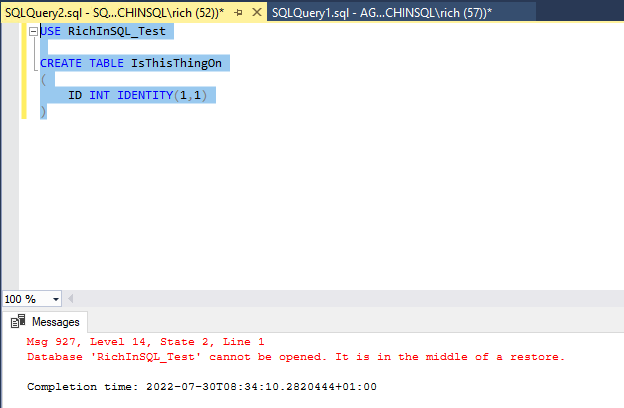 SQLQuery2.sql - SQ...CHINSQL\rich (52))*
SQLQuery1.sql - AG...CHINSQL\rich (57))*
USE RichInSQL_Test
CREATE TABLE IsThisThingOn
(
ID INT IDENTITY(1,1)
)
100 %
Messages
Msg 927, Level 14, State 2, Line 1
Database 'RichInSQL_Test' cannot be opened. It is in the middle of a restore.
Completion time: 2022-07-30T08:34:10.2820444+01:00